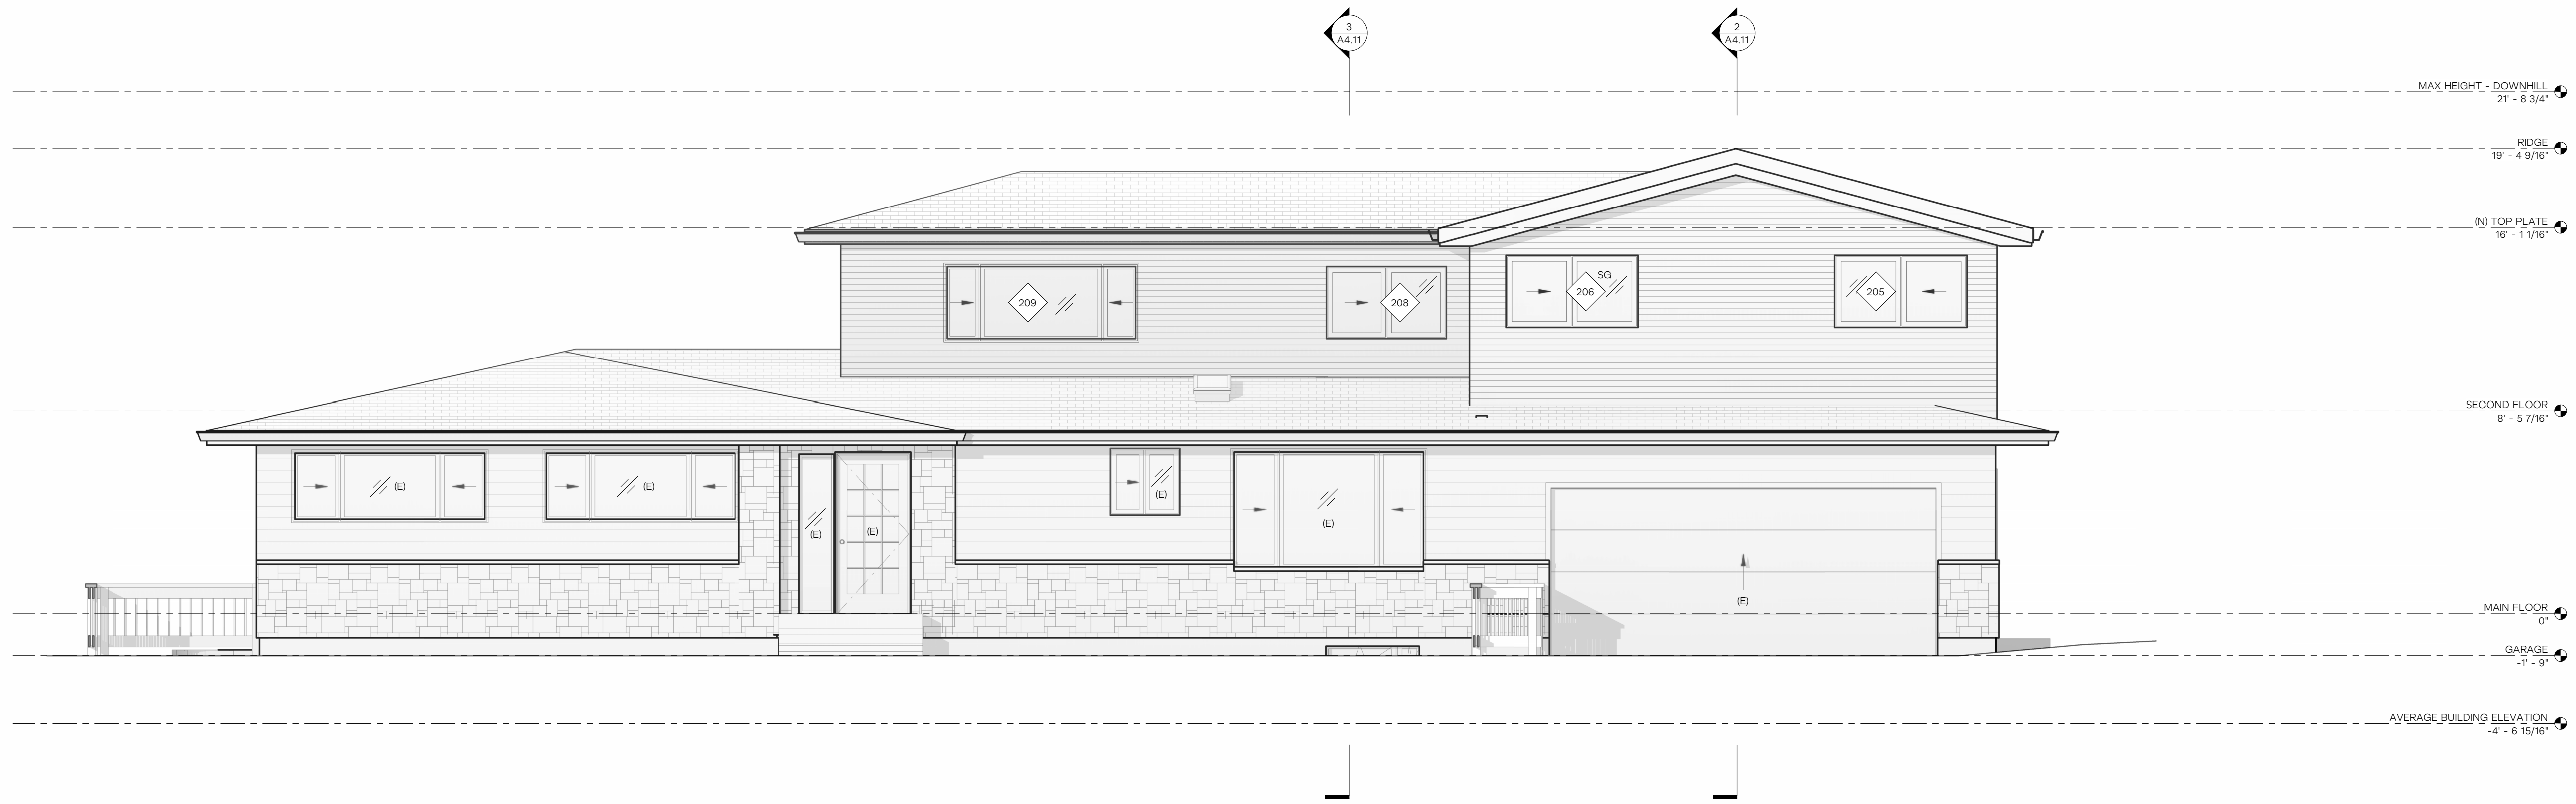 3
A4.11
2
A4.11
MAX HEIGHT - DOWNHILL
21' - 8 3/4"
RIDGE
19' - 4 9/16"
(N) TOP PLATE
16' - 1 1/16"
SG
209
208
206
205
SECOND FLOOR
8' - 5 7/16"
(E)
(E)
(E)
(E)
(E)
(E)
(E)
MAIN FLOOR
0"
GARAGE
-1' - 9"
AVERAGE BUILDING ELEVATION
-4' - 6 15/16"